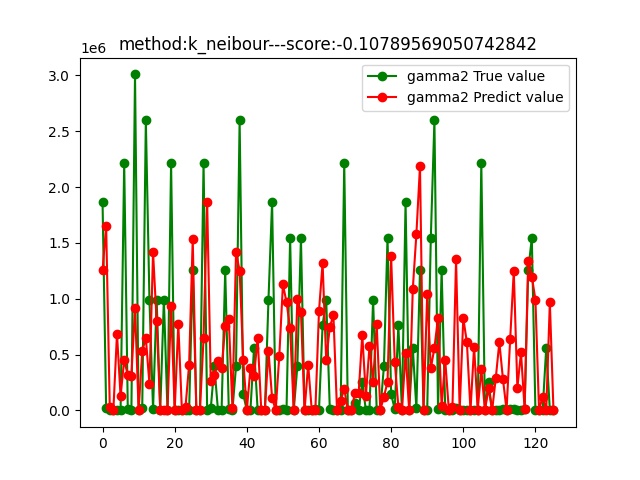 method:k_neibour---score:-0.10789569050742842
1e6
gamma2 True value
gamma2 Predict value
3.0
2.5
2.0
1.5
1.0
0.5
0.0
0 20 40 60 80 100 120